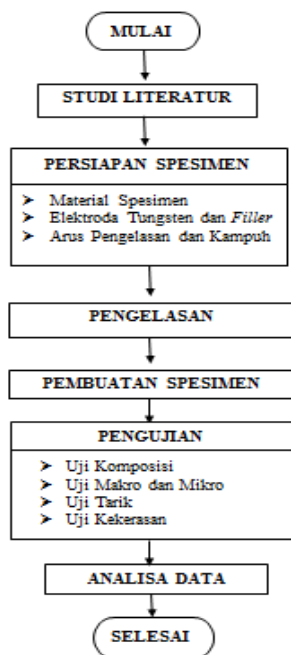 MULAI
STUDI LITERATUR
PERSIAPAN SPESIMEN
➢ Material Spesimen
➢ Elektroda Tungsten dan Filler
➢ Arus Pengelasan dan Kampuh
PENGELASAN
PEMBUATAN SPESIMEN
PENGUJIAN
➢ Uji Komposisi
➢ Uji Makro dan Mikro
➢ Uji Tarik
➢ Uji Kekerasan
ANALISA DATA
SELESAI